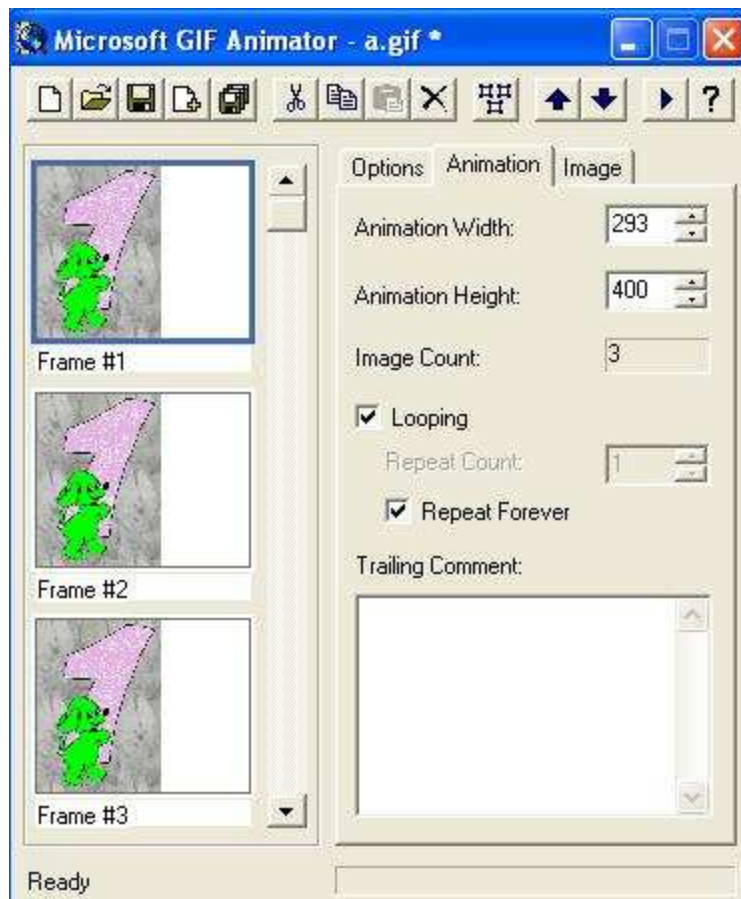 Microsoft GIF Animator - a.gif *
Options Animation Image
Animation Width: 293
Animation Height: 400
Image Count: 3
Looping
Repeat Count: 1
Repeat Forever
Trailing Comment:
Frame #1
Frame #2
Frame #3
Ready